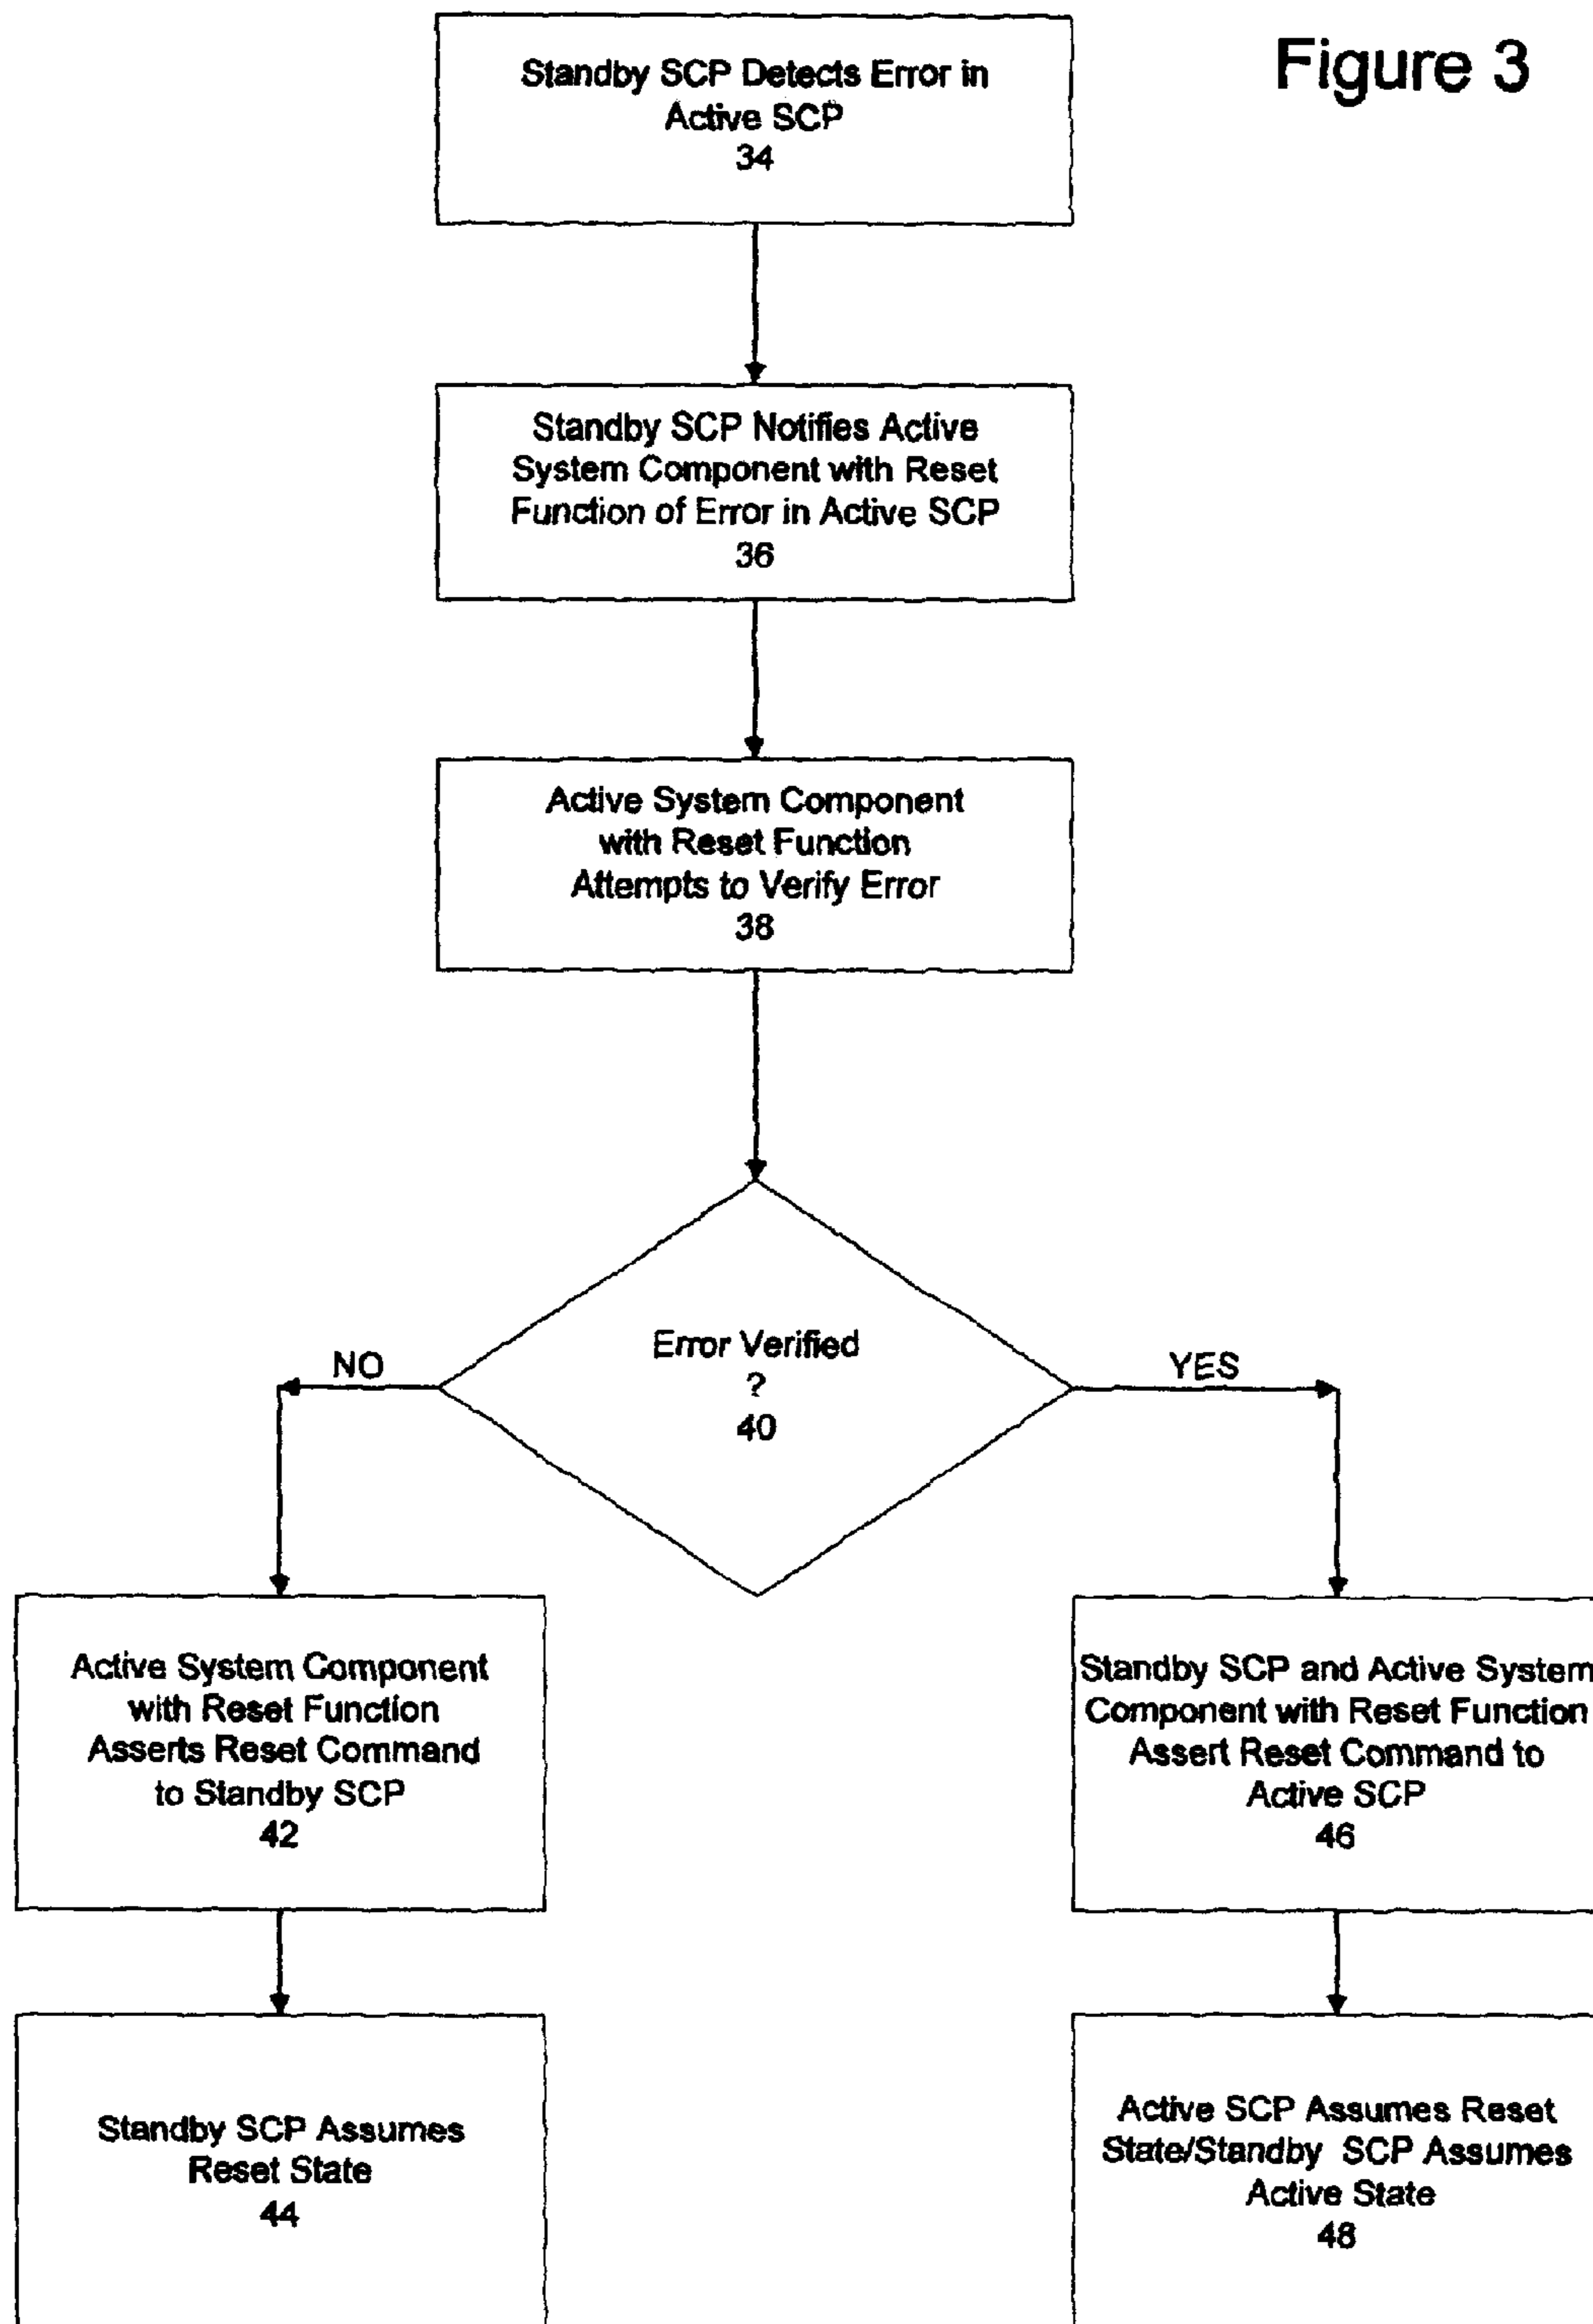 Figure 3
Standby SCP Detects Error in
Active SCP
34
Standby SCP Notifies Active
System Component with Reset
Function of Error in Active SCP
36
Active System Component
with Reset Function
Attempts to Verify Error
38
Error Verified
?
40
NO
YES
Active System Component
with Reset Function
Asserts Reset Command
to Standby SCP
42
Standby SCP and Active System
Component with Reset Function
Assert Reset Command to
Active SCP
46
Standby SCP Assumes
Reset State
44
Active SCP Assumes Reset
State/Standby SCP Assumes
Active State
48